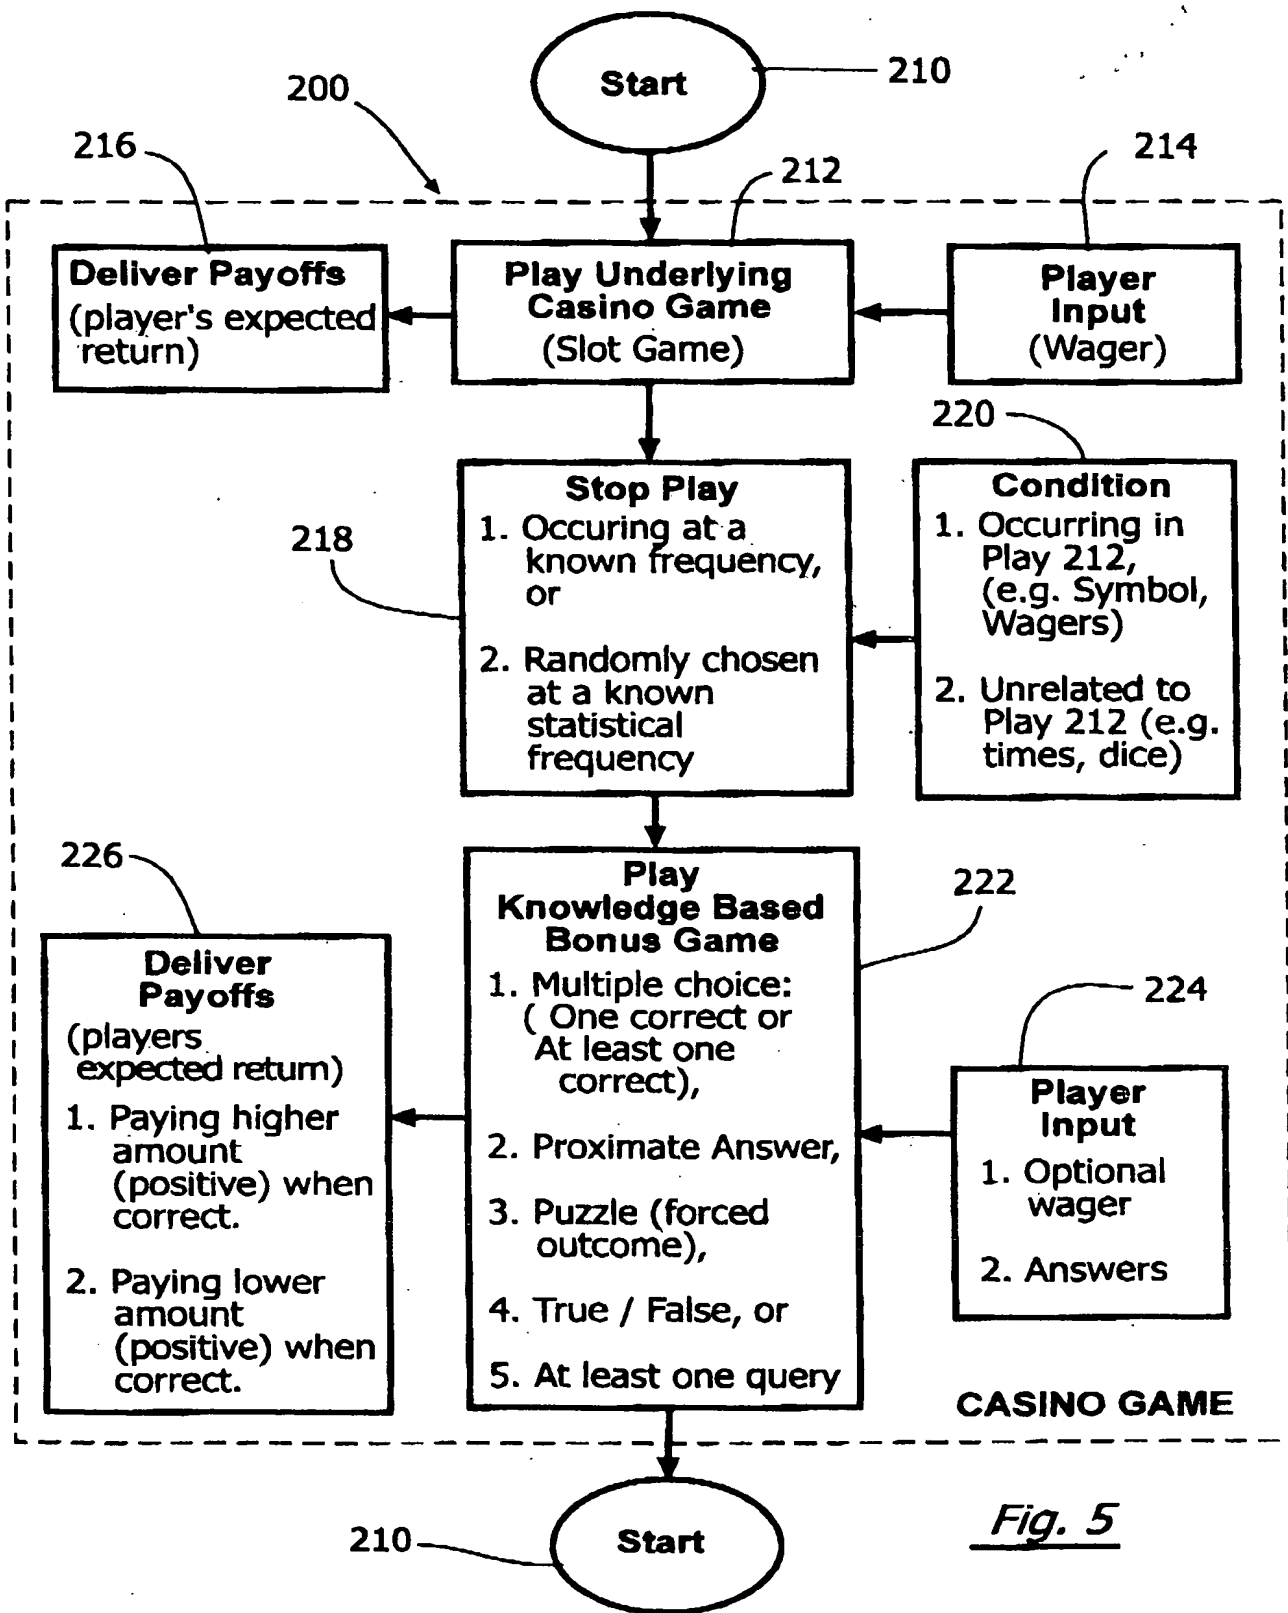 Start
210
200
216
212
214
Deliver Payoffs
(player's expected
return)
Play Underlying
Casino Game
(Slot Game)
Player
Input
(Wager)
220
218
Stop Play
1. Occuring at a
known frequency,
or
2. Randomly chosen
at a known
statistical
frequency
Condition
1. Occurring in
Play 212,
(e.g. Symbol,
Wagers)
2. Unrelated to
Play 212 (e.g.
times, dice)
226
222
Deliver
Payoffs
(players
expected return)
1. Paying higher
amount
(positive) when
correct.
2. Paying lower
amount
(positive) when
correct.
Play
Knowledge Based
Bonus Game
1. Multiple choice:
( One correct or
At least one
correct),
2. Proximate Answer,
3. Puzzle (forced
outcome),
4. True / False, or
5. At least one query
224
Player
Input
1. Optional
wager
2. Answers
CASINO GAME
Start
210
Fig. 5